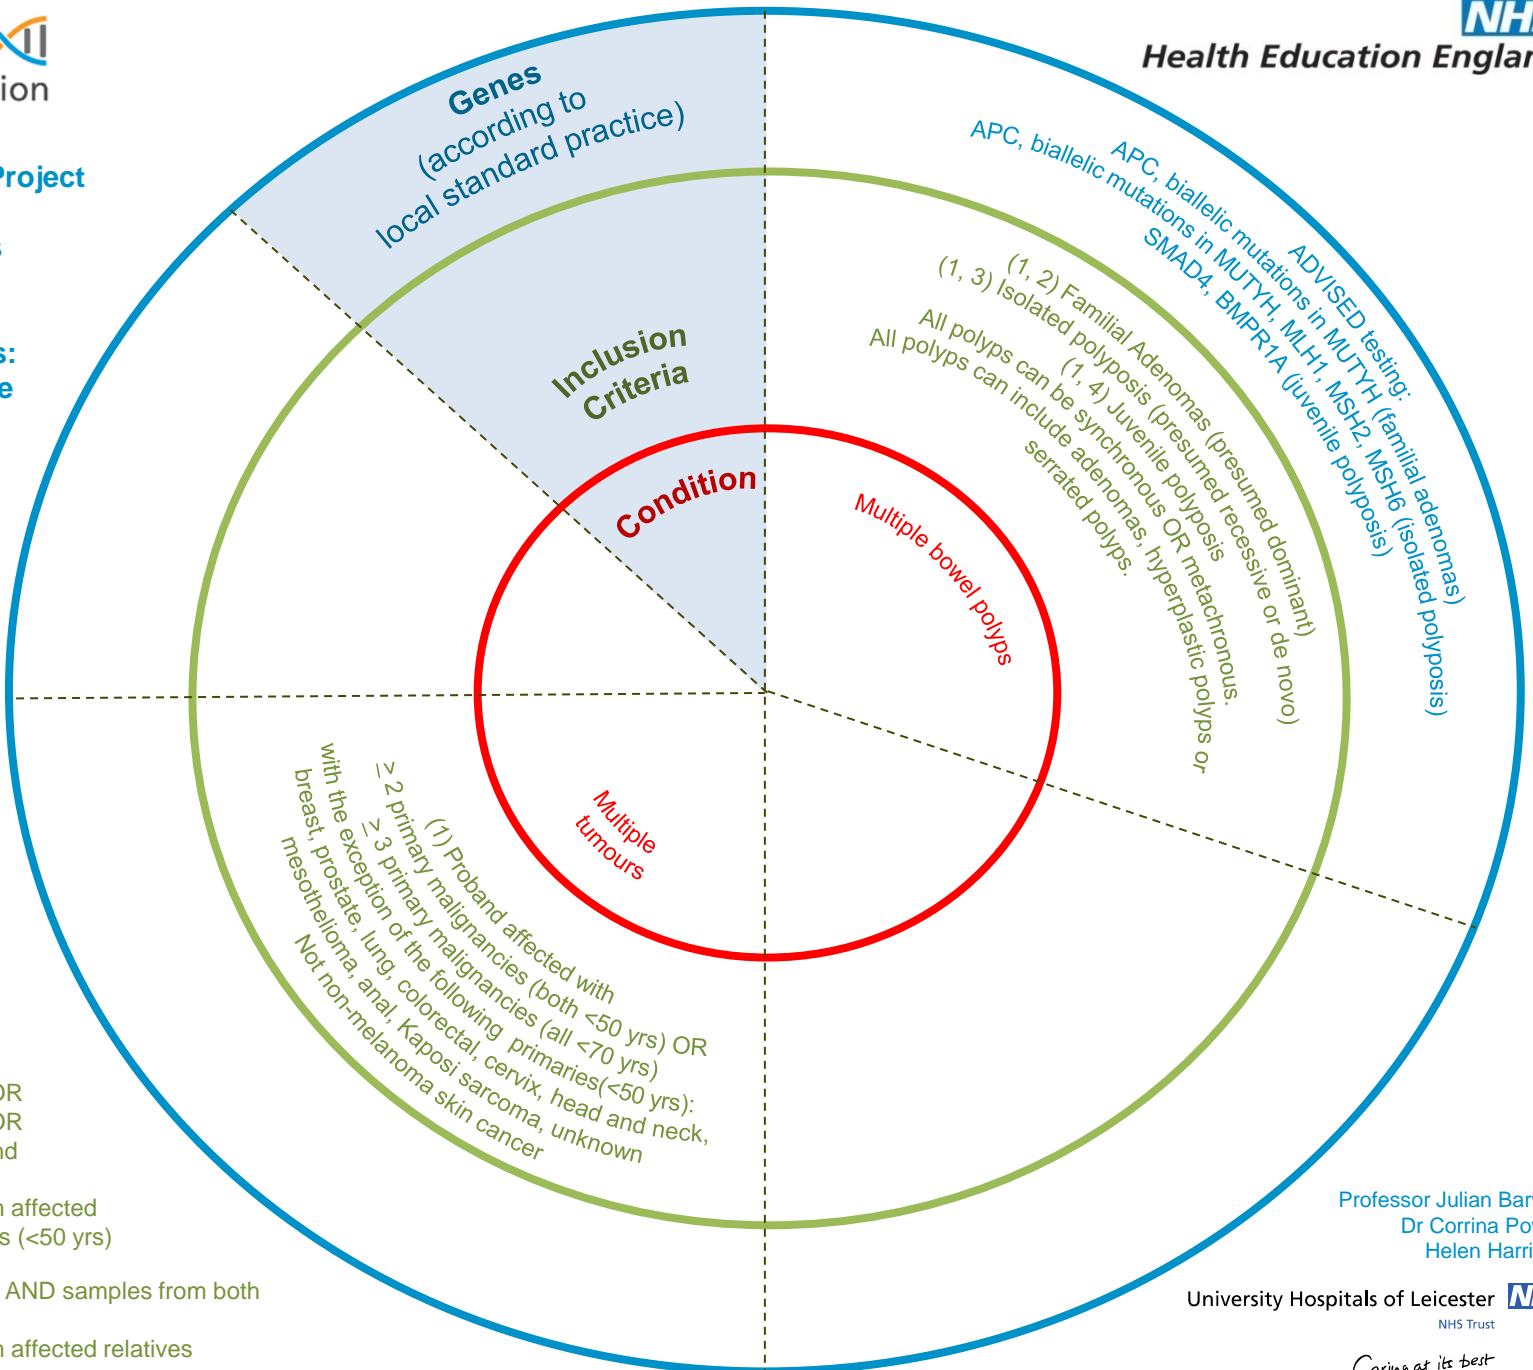 NH
Health Education Englan
ion
Project
s
s:
e
Genes
(according to
local standard practice)
Inclusion
Criteria
Condition
ADVISED testing:
APC, biallelic mutations in MUTYH (familial adenomas)
APC, biallelic mutations in MUTYH, MLH1, MSH2, MSH6 (isolated polyposis)
SMAD4, BMPR1A (juvenile polyposis)
(1, 2) Familial Adenomas (presumed dominant)
(1, 3) Isolated polyposis (presumed recessive or de novo)
(1, 4) Juvenile polyposis
All polyps can be synchronous OR metachronous.
All polyps can include adenomas, hyperplastic polyps or
serrated polyps.
Multiple bowel polyps
Multiple
tumours
(1) Proband affected with
≥ 2 primary malignancies (both <50 yrs) OR
≥ 3 primary malignancies (all <70 yrs)
with the exception of the following primaries(<50 yrs):
breast, prostate, lung, colorectal, cervix, head and neck,
mesothelioma, anal, Kaposi sarcoma, unknown
Not non-melanoma skin cancer
OR
OR
nd
n affected
s (<50 yrs)
AND samples from both
n affected relatives
Professor Julian Bar
Dr Corrina Po
Helen Harri
University Hospitals of Leicester N
NHS Trust
Caring at its best